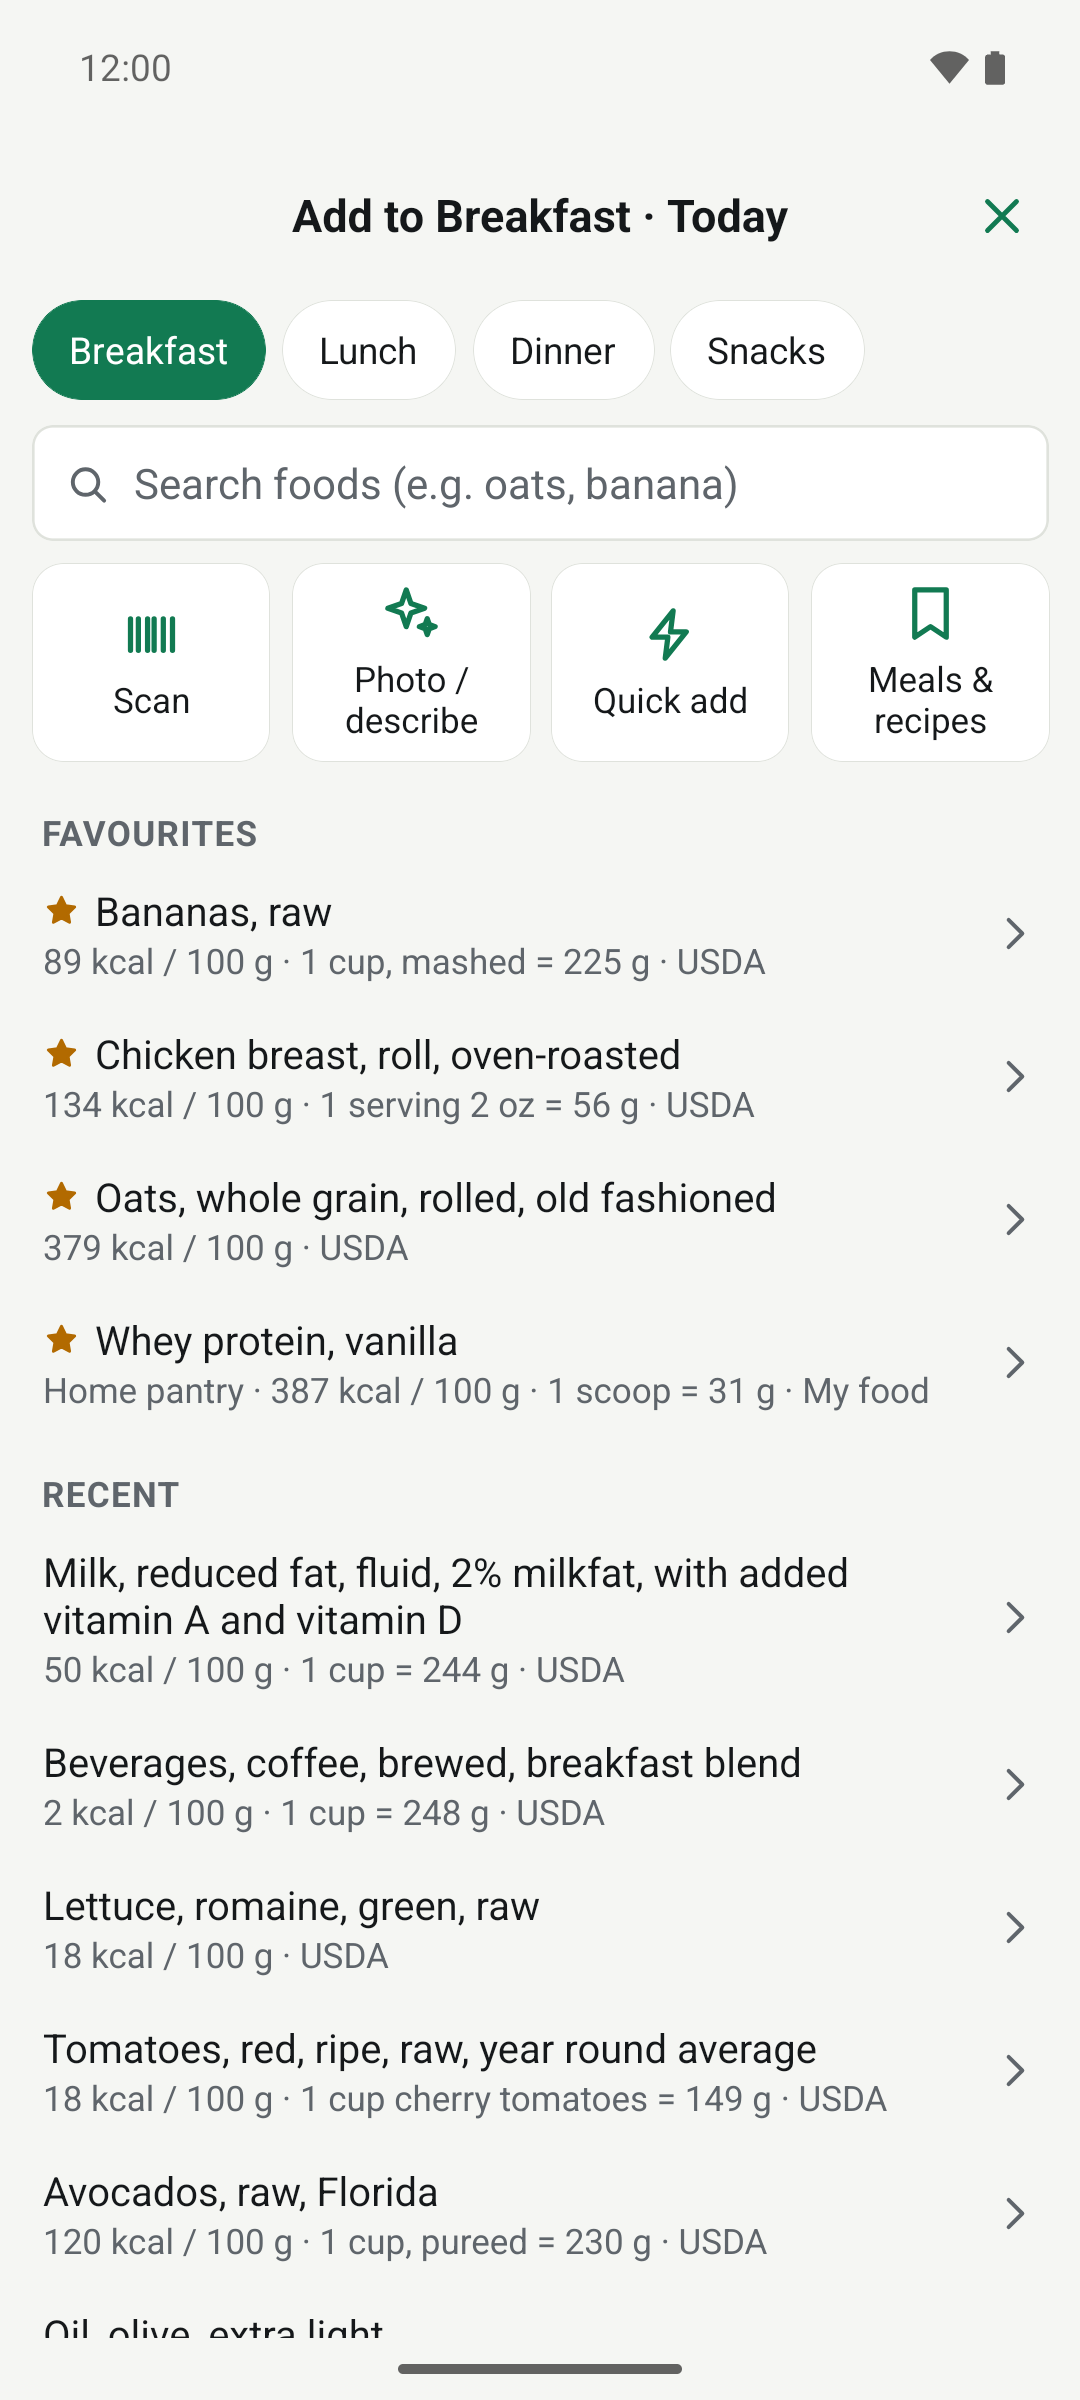 12:00
Add to Breakfast · Today
Breakfast
Lunch
Dinner
Snacks
Search foods (e.g. oats, banana)
Scan
Photo /
describe
Quick add
Meals &
recipes
FAVOURITES
Bananas, raw
89 kcal / 100 g · 1 cup, mashed = 225 g · USDA
Chicken breast, roll, oven-roasted
134 kcal / 100 g · 1 serving 2 oz = 56 g · USDA
Oats, whole grain, rolled, old fashioned
379 kcal / 100 g · USDA
Whey protein, vanilla
Home pantry · 387 kcal / 100 g · 1 scoop = 31 g · My food
RECENT
Milk, reduced fat, fluid, 2% milkfat, with added
vitamin A and vitamin D
50 kcal / 100 g · 1 cup = 244 g · USDA
Beverages, coffee, brewed, breakfast blend
2 kcal / 100 g · 1 cup = 248 g · USDA
Lettuce, romaine, green, raw
18 kcal / 100 g · USDA
Tomatoes, red, ripe, raw, year round average
18 kcal / 100 g · 1 cup cherry tomatoes = 149 g · USDA
Avocados, raw, Florida
120 kcal / 100 g · 1 cup, pureed = 230 g · USDA
Oil, olive, extra light